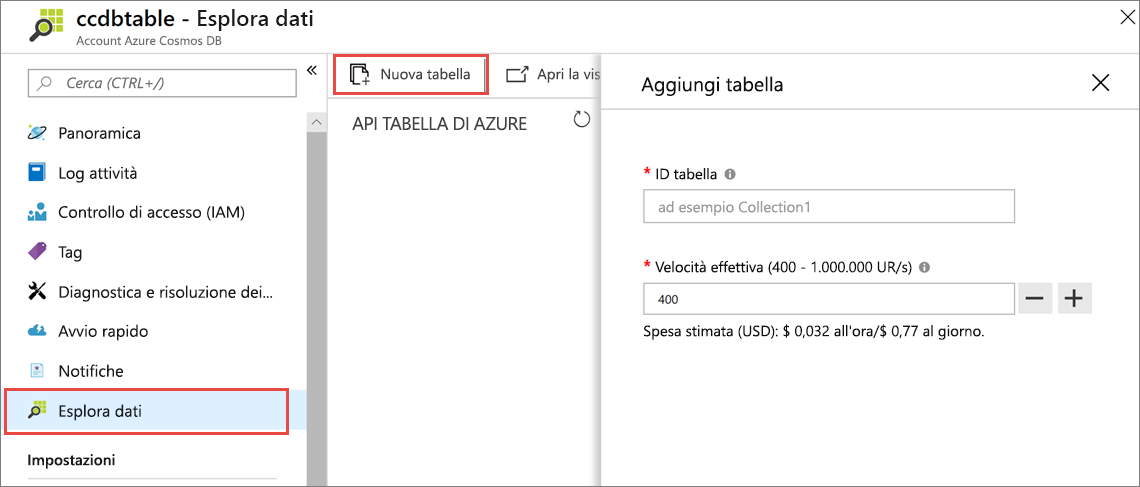 ccdbtable - Esplora dati
Account Azure Cosmos DB
Cerca (CTRL+/)
Panoramica
Log attività
Controllo di accesso (IAM)
Tag
Diagnostica e risoluzione dei...
Avvio rapido
Notifiche
Esplora dati
Impostazioni
Nuova tabella
Apri la vis
API TABELLA DI AZURE
Aggiungi tabella
* ID tabella
ad esempio Collection1
* Velocità effettiva (400 - 1.000.000 UR/s)
400
Spesa stimata (USD): $ 0,032 all'ora/$ 0,77 al giorno.